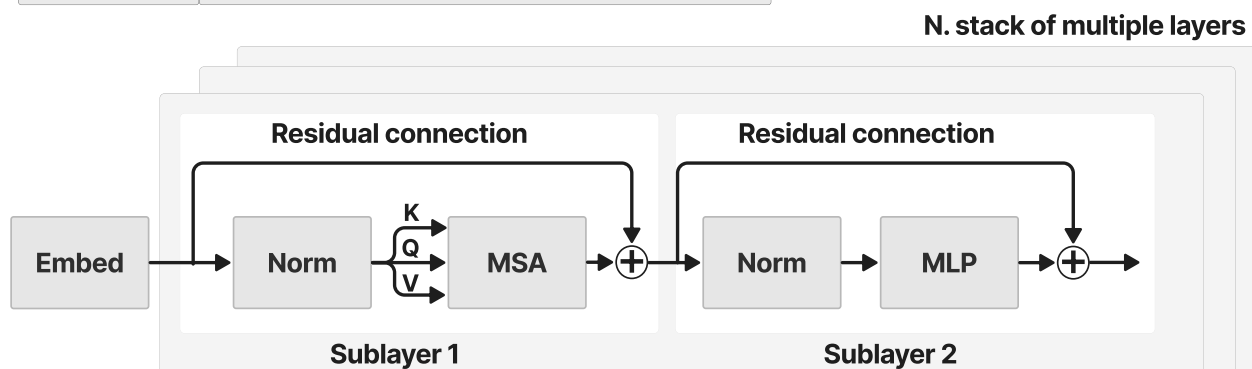 N. stack of multiple layers
Residual connection
Residual connection
K
Embed
Norm
Q
MSA
Norm
MLP
V
Sublayer 1
Sublayer 2